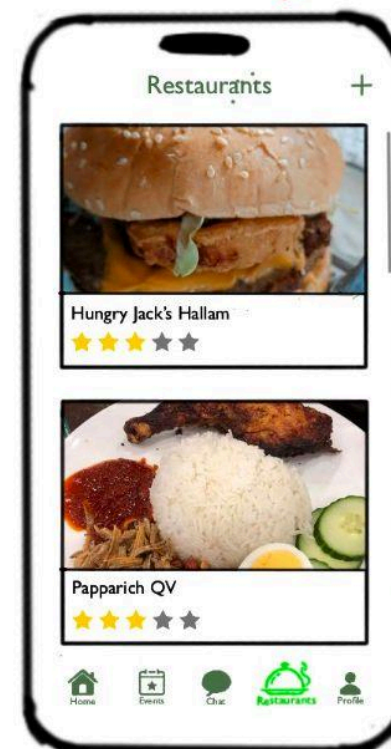 Restaurants +
Hungry Jack's Hallam
Papparich QV
Home Events Chat Restaurants Profile